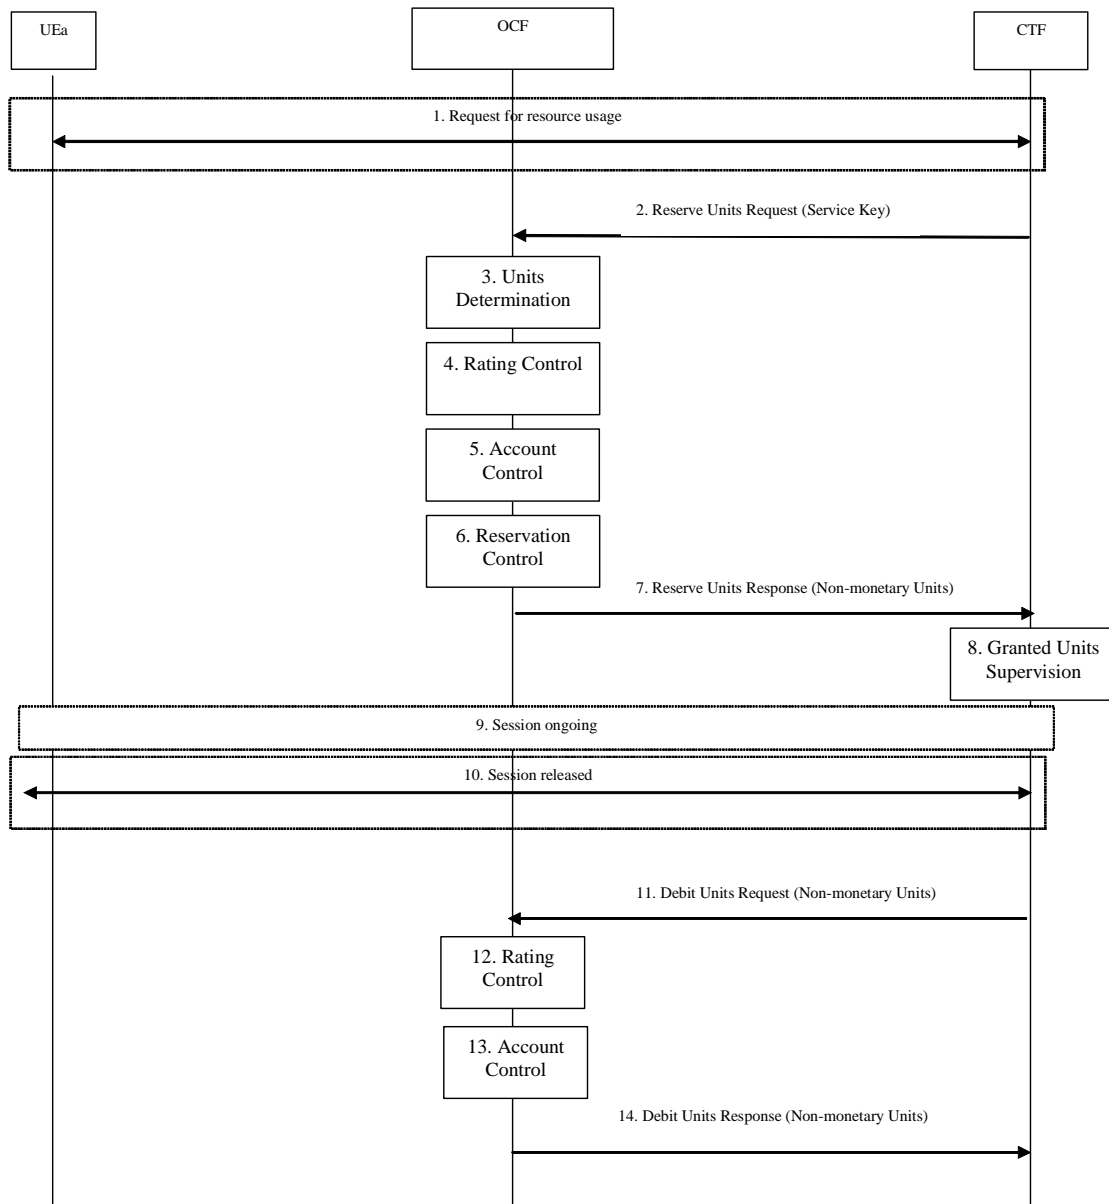 UEa
OCF
CTF
1. Request for resource usage
2. Reserve Units Request (Service Key)
3. Units
Determination
4. Rating Control
5. Account
Control
6. Reservation
Control
7. Reserve Units Response (Non-monetary Units)
8. Granted Units
Supervision
9. Session ongoing
10. Session released
11. Debit Units Request (Non-monetary Units)
12. Rating
Control
13. Account
Control
14. Debit Units Response (Non-monetary Units)